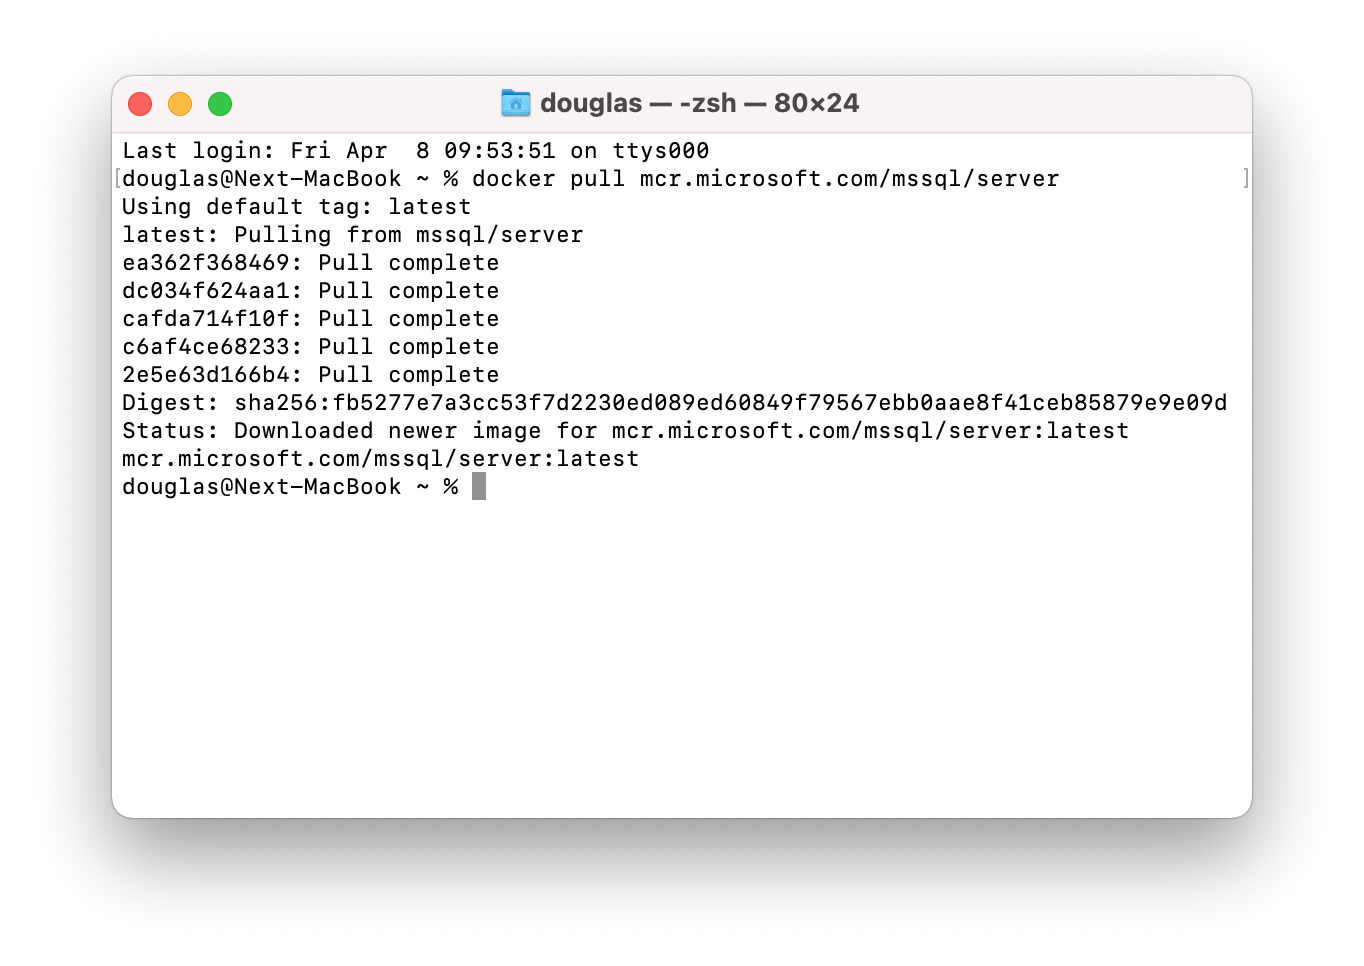 douglas — -zsh — 80×24
Last login: Fri Apr  8 09:53:51 on ttys000
[douglas@Next-MacBook ~ % docker pull mcr.microsoft.com/mssql/server ]
Using default tag: latest
latest: Pulling from mssql/server
ea362f368469: Pull complete
dc034f624aa1: Pull complete
cafda714f10f: Pull complete
c6af4ce68233: Pull complete
2e5e63d166b4: Pull complete
Digest: sha256:fb5277e7a3cc53f7d2230ed089ed60849f79567ebb0aae8f41ceb85879e9e09d
Status: Downloaded newer image for mcr.microsoft.com/mssql/server:latest
mcr.microsoft.com/mssql/server:latest
douglas@Next-MacBook ~ %